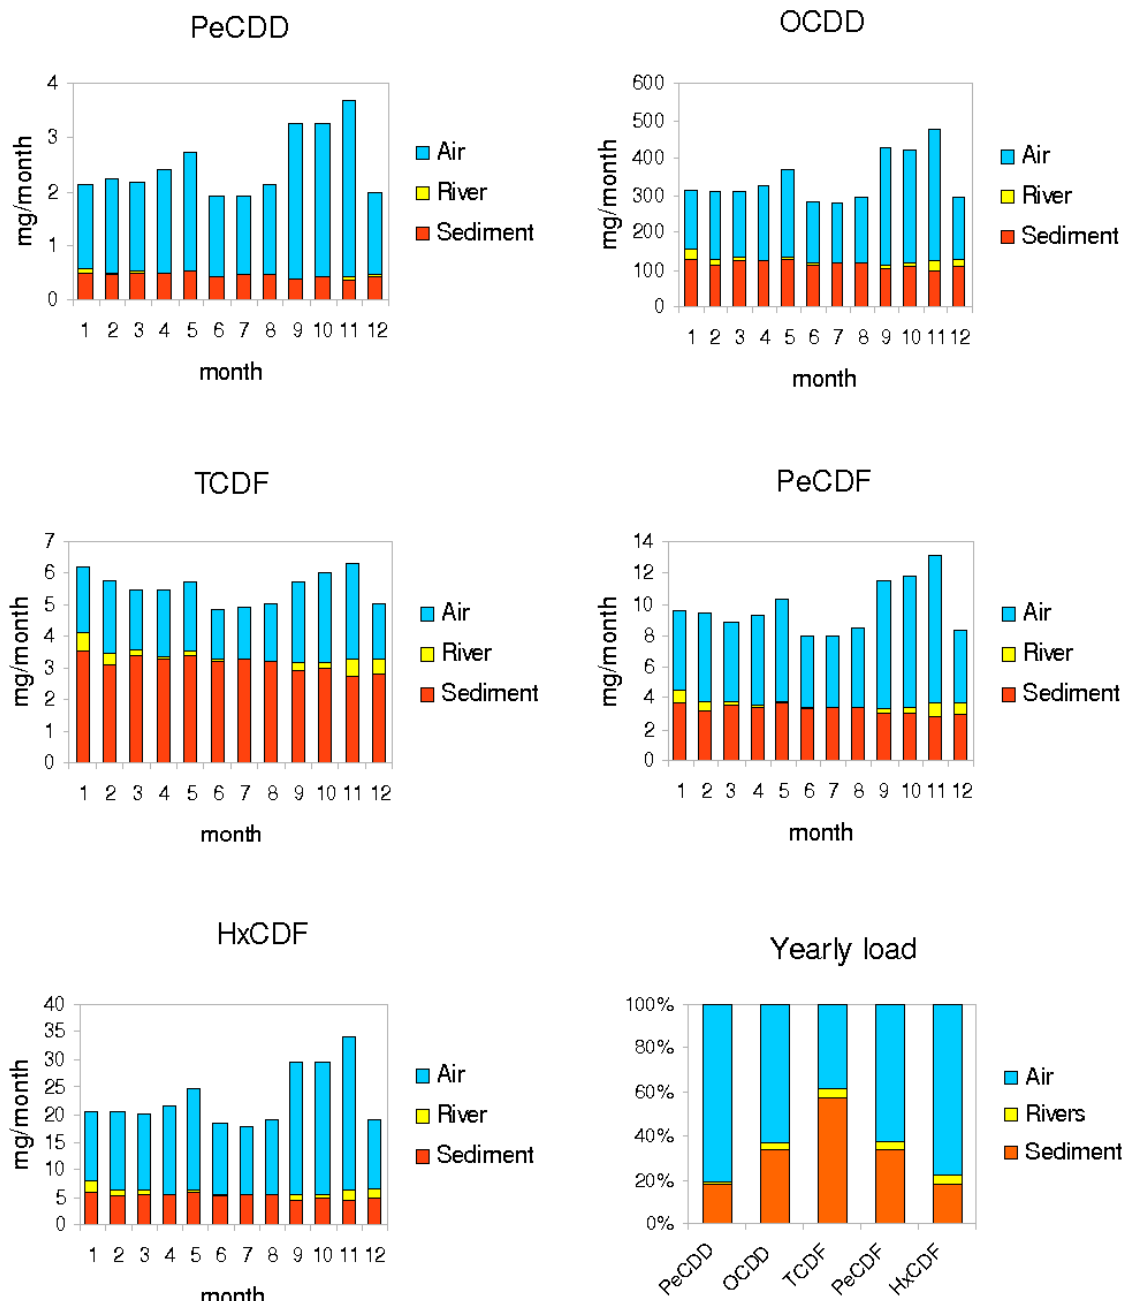 PeCDD
4
3
2
1
0
mg/month
1 2 3 4 5 6 7 8 9 10 11 12
month
Air
River
Sediment
OCDD
600
500
400
300
200
100
0
mg/month
1 2 3 4 5 6 7 8 9 10 11 12
month
Air
River
Sediment
TCDF
7
6
5
4
3
2
1
0
mg/month
1 2 3 4 5 6 7 8 9 10 11 12
month
Air
River
Sediment
PeCDF
14
12
10
8
6
4
2
0
mg/month
1 2 3 4 5 6 7 8 9 10 11 12
month
Air
River
Sediment
HxCDF
40
35
30
25
20
15
10
5
0
mg/month
1 2 3 4 5 6 7 8 9 10 11 12
month
Air
River
Sediment
Yearly load
100%
80%
60%
40%
20%
0%
PeCDD OCDD TCDF PeCDF HxCDF
Air
Rivers
Sediment